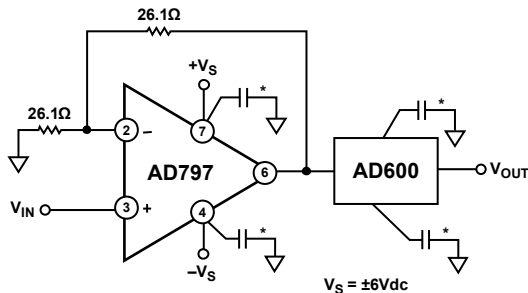 26.1Ω
+VS
*
26.1Ω
*
2
−
7
AD797
6
AD600
VOUT
VIN
3
+
4
*
*
−VS
VS = ±6Vdc